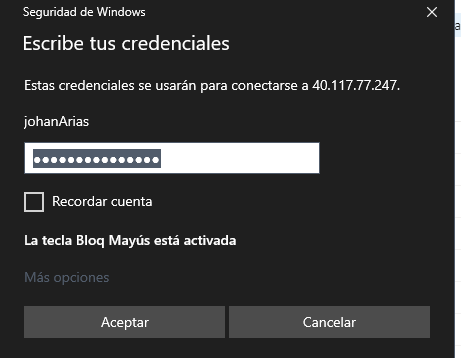 Seguridad de Windows
Escribe tus credenciales
Estas credenciales se usarán para conectarse a 40.117.77.247.
johanArias
●●●●●●●●●●●●●●●
Recordar cuenta
La tecla Bloq Mayús está activada
Más opciones
Aceptar
Cancelar